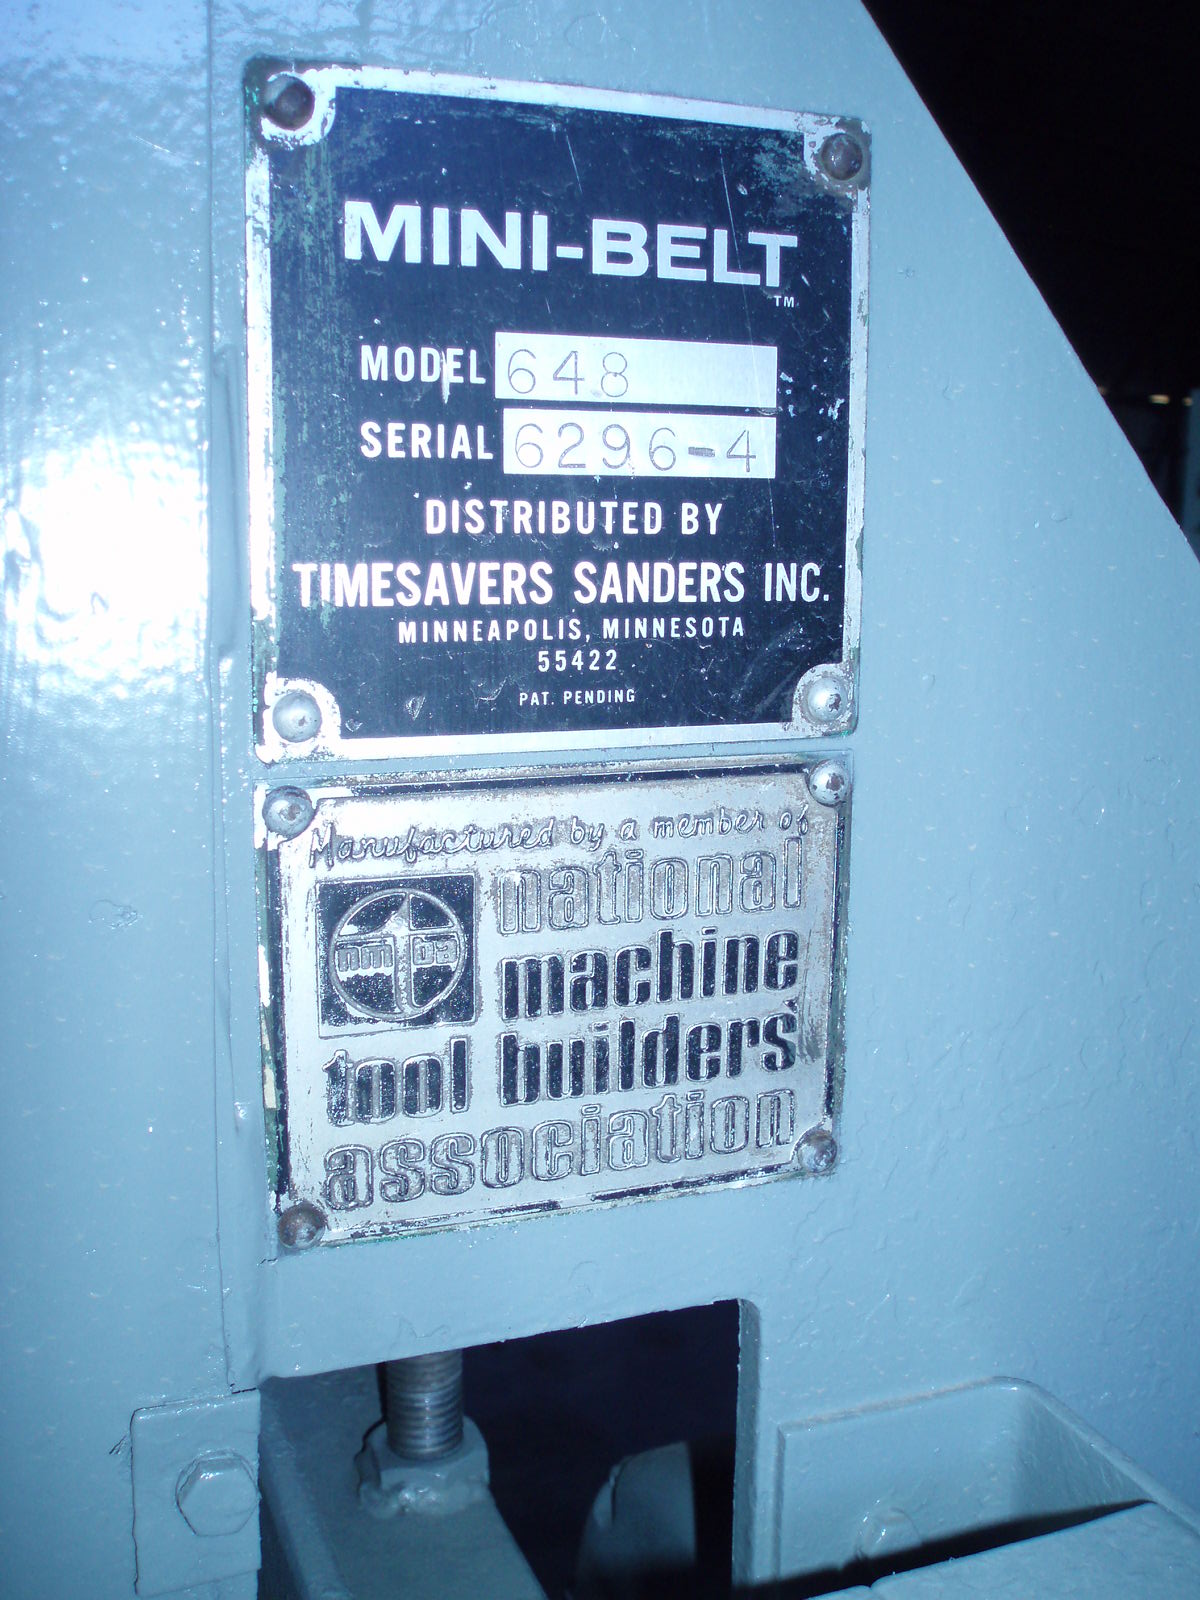 MINI-BELT
TM
MODEL 648
SERIAL 6296-4
DISTRIBUTED BY
TIMESAVERS SANDERS INC.
MINNEAPOLIS, MINNESOTA
55422
PAT. PENDING
Manufactured by a member of
national
nmtba
machine
tool builders'
association